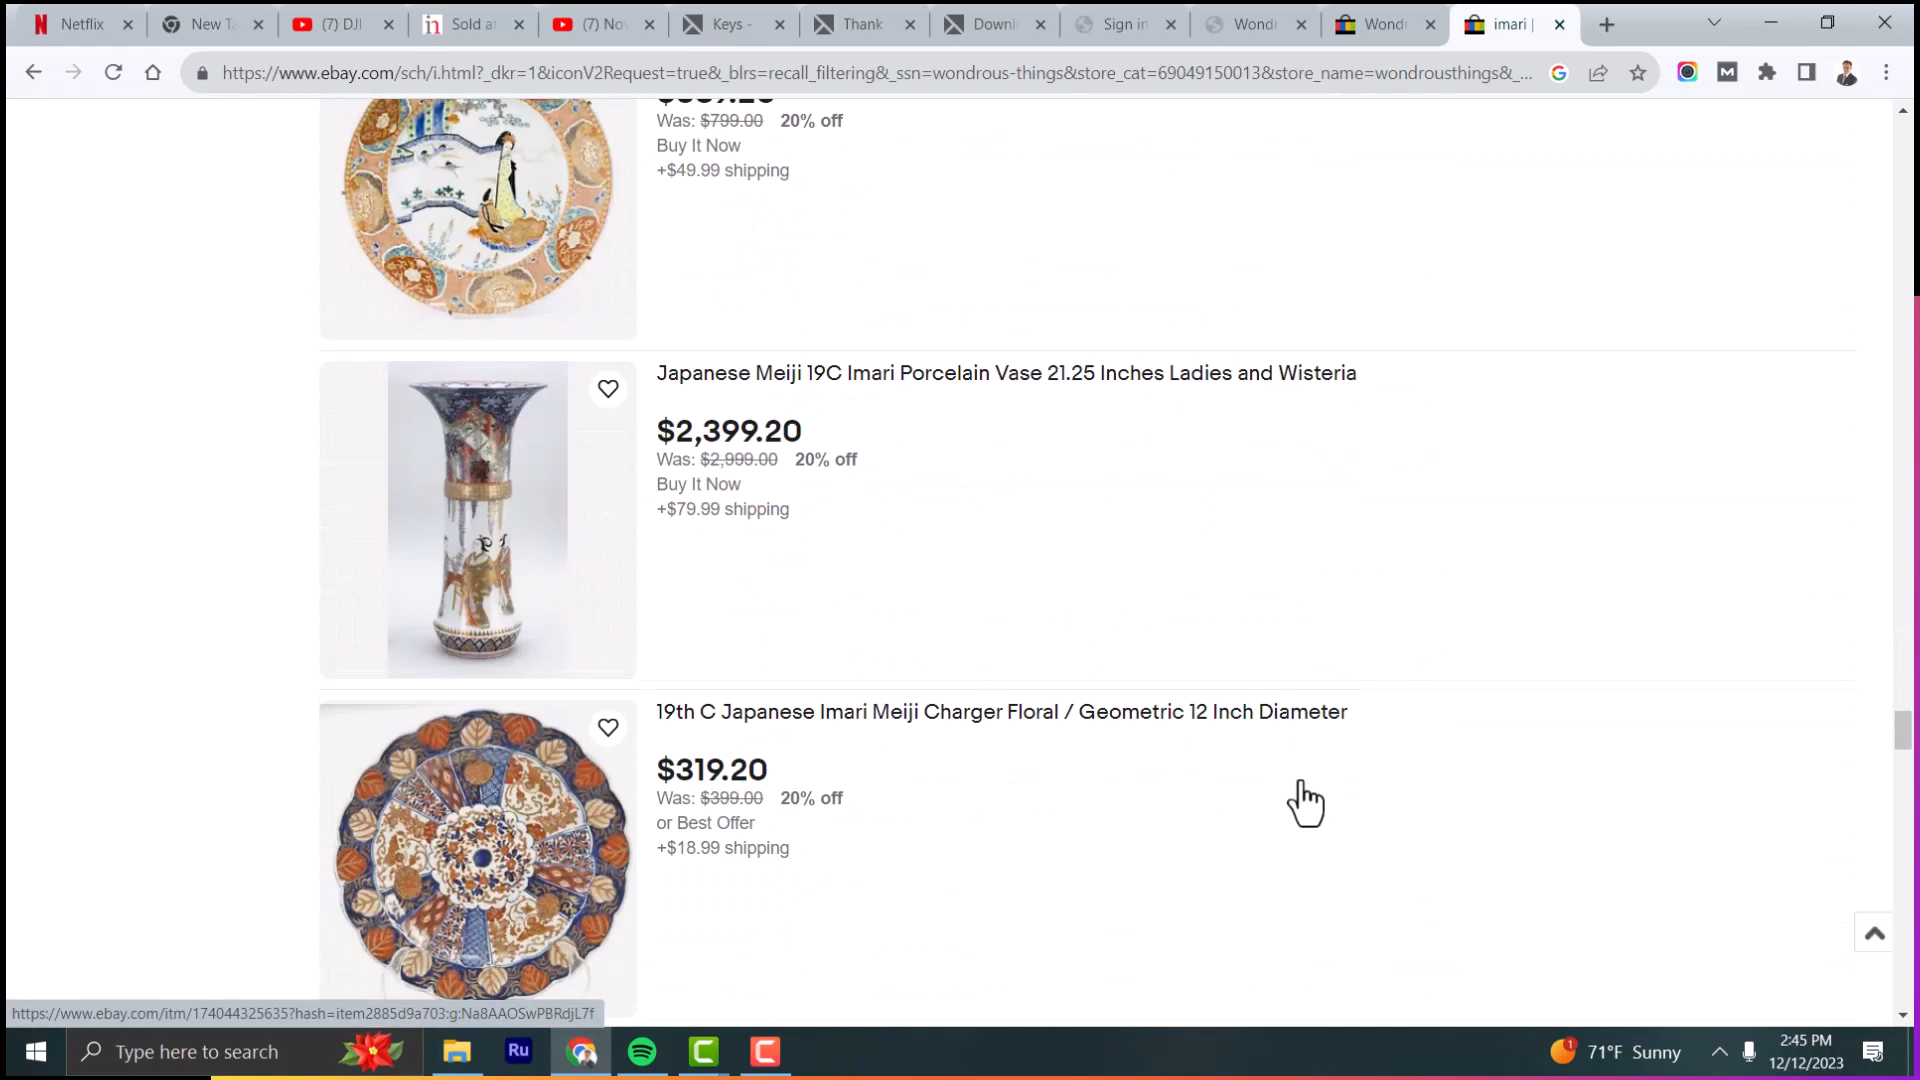 Netflix
New Ta
(7) DJI
Sold at
(7) Nov
Keys -
Thank
Downl
Sign in
Wondr
Wondr
imari |
https://www.ebay.com/sch/i.html?_dkr=1&iconV2Request=true&_blrs=recall_filtering&_ssn=wondrous-things&store_cat=69049150013&store_name=wondrousthings&_...
Was: $799.00 20% off
Buy It Now
+$49.99 shipping
Japanese Meiji 19C Imari Porcelain Vase 21.25 Inches Ladies and Wisteria
$2,399.20
Was: $2,999.00 20% off
Buy It Now
+$79.99 shipping
19th C Japanese Imari Meiji Charger Floral / Geometric 12 Inch Diameter
$319.20
Was: $399.00 20% off
or Best Offer
+$18.99 shipping
https://www.ebay.com/itm/174044325635?hash=item2885d9a703:g:Na8AAOSwPBRdjL7f
Type here to search
Ru
1
71°F Sunny
2:45 PM
12/12/2023